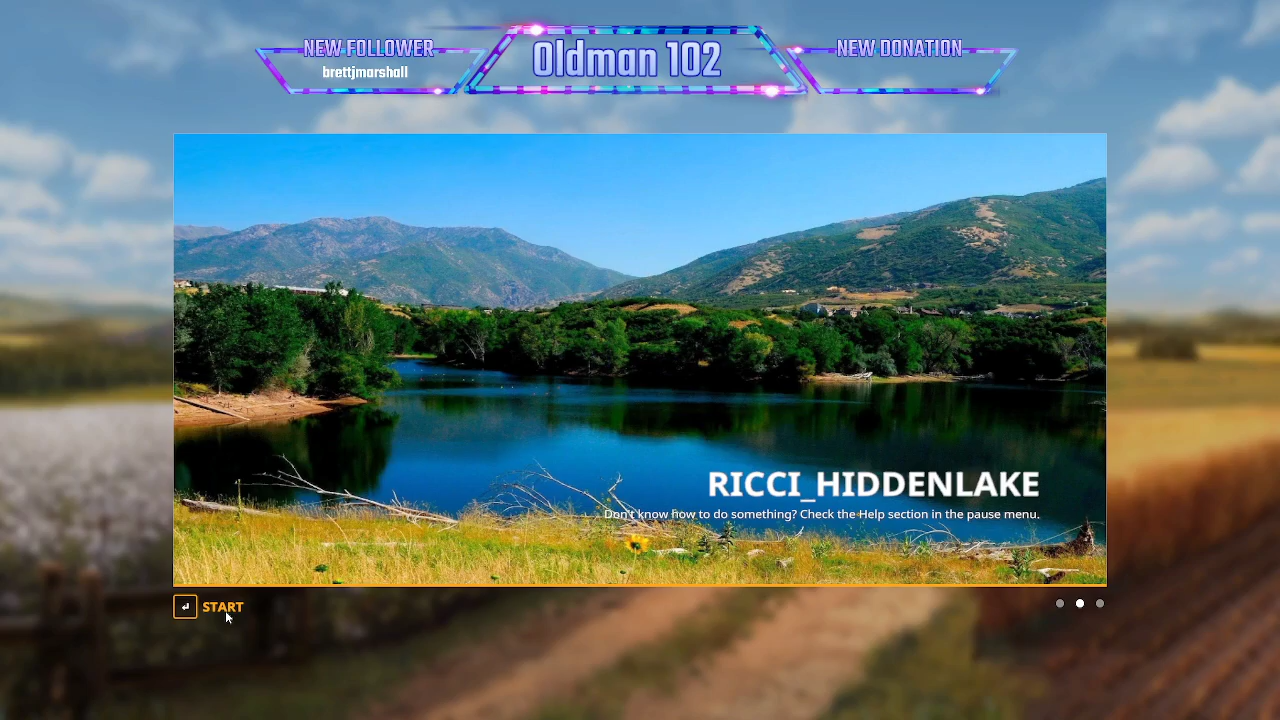 NEW FOLLOWER
brettjmarshall
Oldman 102
NEW DONATION
RICCI_HIDDENLAKE
Don't know how to do something? Check the Help section in the pause menu.
START